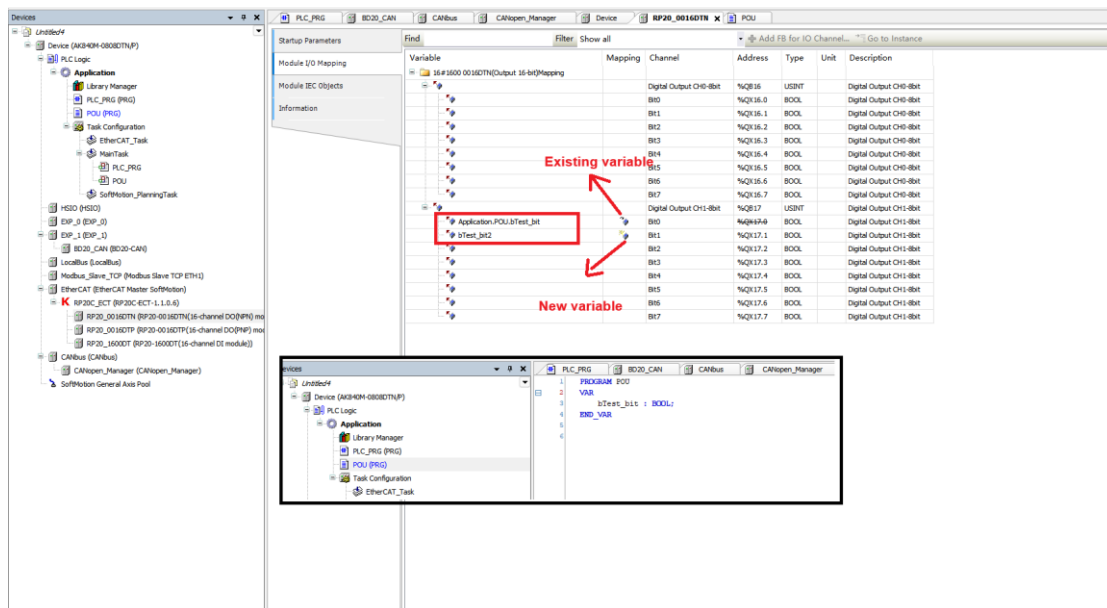 Devices
PLC_PRG BD20_CAN CANbus CANopen_Manager Device RP20_0016DTN POU
Untitled4
Device (AK840M-0808DTN/P)
PLC Logic
Application
Library Manager
PLC_PRG (PRG)
POU (PRG)
Task Configuration
EtherCAT_Task
MainTask
PLC_PRG
POU
SoftMotion_PlanningTask
HSIO (HSIO)
EXP_0 (EXP_0)
EXP_1 (EXP_1)
BD20_CAN (BD20-CAN)
LocalBus (LocalBus)
Modbus_Slave_TCP (Modbus Slave TCP ETH1)
EtherCAT (EtherCAT Master SoftMotion)
K RP20C_ECT (RP20C-ECT-1.1.0.6)
RP20_0016DTN (RP20-0016DTN(16-channel DO(NPN) mo
RP20_0016DTP (RP20-0016DTP(16-channel DO(PNP) mo
RP20_1600DT (RP20-1600DT(16-channel DI module))
CANbus (CANbus)
CANopen_Manager (CANopen_Manager)
SoftMotion General Axis Pool
Startup Parameters
Module I/O Mapping
Module IEC Objects
Information
Find Filter Show all Add FB for IO Channel... Go to Instance
Variable Mapping Channel Address Type Unit Description
16#1600 0016DTN(Output 16-bit)Mapping
Digital Output CH0-8bit %QB16 USINT Digital Output CH0-8bit
Bit0 %QX16.0 BOOL Digital Output CH0-8bit
Bit1 %QX16.1 BOOL Digital Output CH0-8bit
Bit2 %QX16.2 BOOL Digital Output CH0-8bit
Bit3 %QX16.3 BOOL Digital Output CH0-8bit
Bit4 %QX16.4 BOOL Digital Output CH0-8bit
Existing variable
Bit5 %QX16.5 BOOL Digital Output CH0-8bit
Bit6 %QX16.6 BOOL Digital Output CH0-8bit
Bit7 %QX16.7 BOOL Digital Output CH0-8bit
Digital Output CH1-8bit %QB17 USINT Digital Output CH1-8bit
Application.POU.bTest_bit Bit0 %QX17.0 BOOL Digital Output CH1-8bit
bTest_bit2 Bit1 %QX17.1 BOOL Digital Output CH1-8bit
Bit2 %QX17.2 BOOL Digital Output CH1-8bit
Bit3 %QX17.3 BOOL Digital Output CH1-8bit
Bit4 %QX17.4 BOOL Digital Output CH1-8bit
Bit5 %QX17.5 BOOL Digital Output CH1-8bit
New variable
Bit6 %QX17.6 BOOL Digital Output CH1-8bit
Bit7 %QX17.7 BOOL Digital Output CH1-8bit
evices
PLC_PRG BD20_CAN CANbus CANopen_Manager
Untitled4
Device (AK840M-0808DTN/P)
PLC Logic
Application
Library Manager
PLC_PRG (PRG)
POU (PRG)
Task Configuration
EtherCAT_Task
1 PROGRAM POU
2 VAR
3 bTest_bit : BOOL;
4 END_VAR
5
6